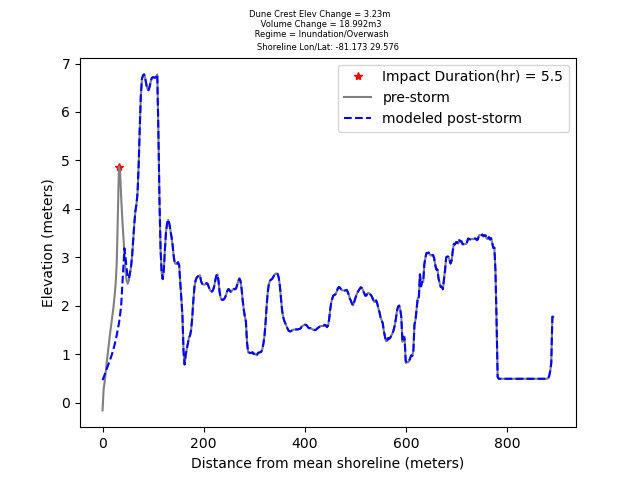 Dune Crest Elev Change = 3.23m
Volume Change = 18.992m3
Regime = Inundation/Overwash
Shoreline Lon/Lat: -81.173 29.576
Impact Duration(hr) = 5.5
pre-storm
modeled post-storm
7
6
5
4
3
2
1
0
Elevation (meters)
0 200 400 600 800
Distance from mean shoreline (meters)